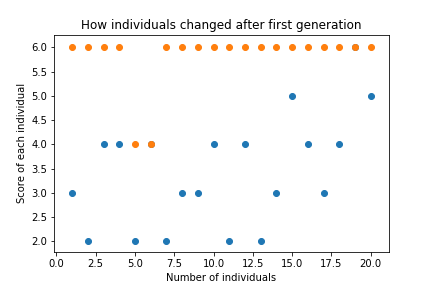 How individuals changed after first generation
6.0
5.5
5.0
4.5
4.0
3.5
3.0
2.5
2.0
Score of each individual
0.0 2.5 5.0 7.5 10.0 12.5 15.0 17.5 20.0
Number of individuals